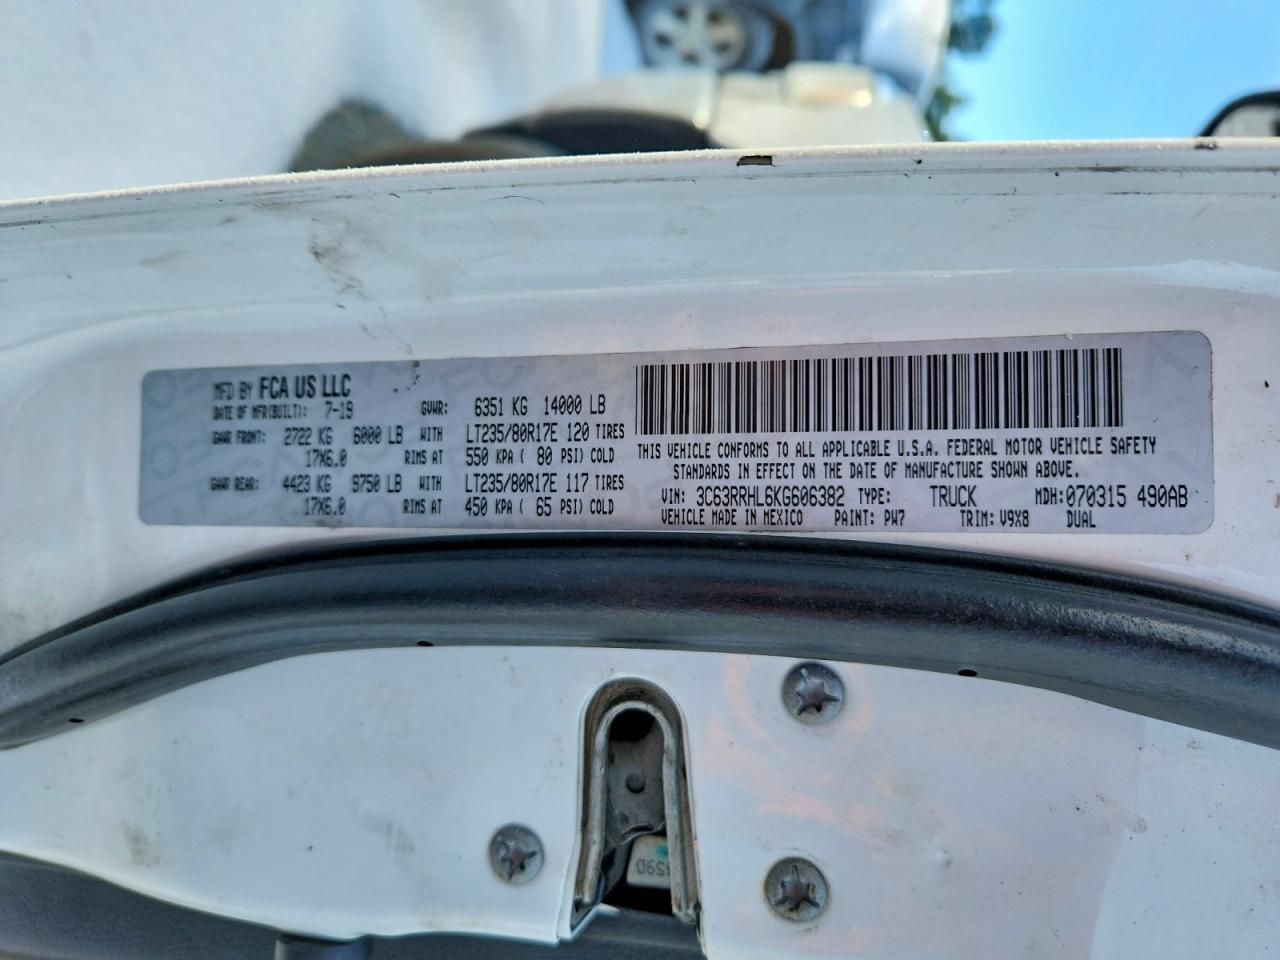 MFD BY FCA US LLC
DATE OF MFR(BUILT): 7-19 GVWR: 6351 KG 14000 LB
GAWR FRONT: 2722 KG 6000 LB WITH LT235/80R17E 120 TIRES
17X6.0 RIMS AT 550 KPA ( 80 PSI) COLD
GAWR REAR: 4423 KG 9750 LB WITH LT235/80R17E 117 TIRES
17X6.0 RIMS AT 450 KPA ( 65 PSI) COLD
THIS VEHICLE CONFORMS TO ALL APPLICABLE U.S.A. FEDERAL MOTOR VEHICLE SAFETY
STANDARDS IN EFFECT ON THE DATE OF MANUFACTURE SHOWN ABOVE.
VIN: 3C63RRHL6KG606382 TYPE: TRUCK MDH: 070315 490AB
VEHICLE MADE IN MEXICO PAINT: PW7 TRIM: V9X8 DUAL